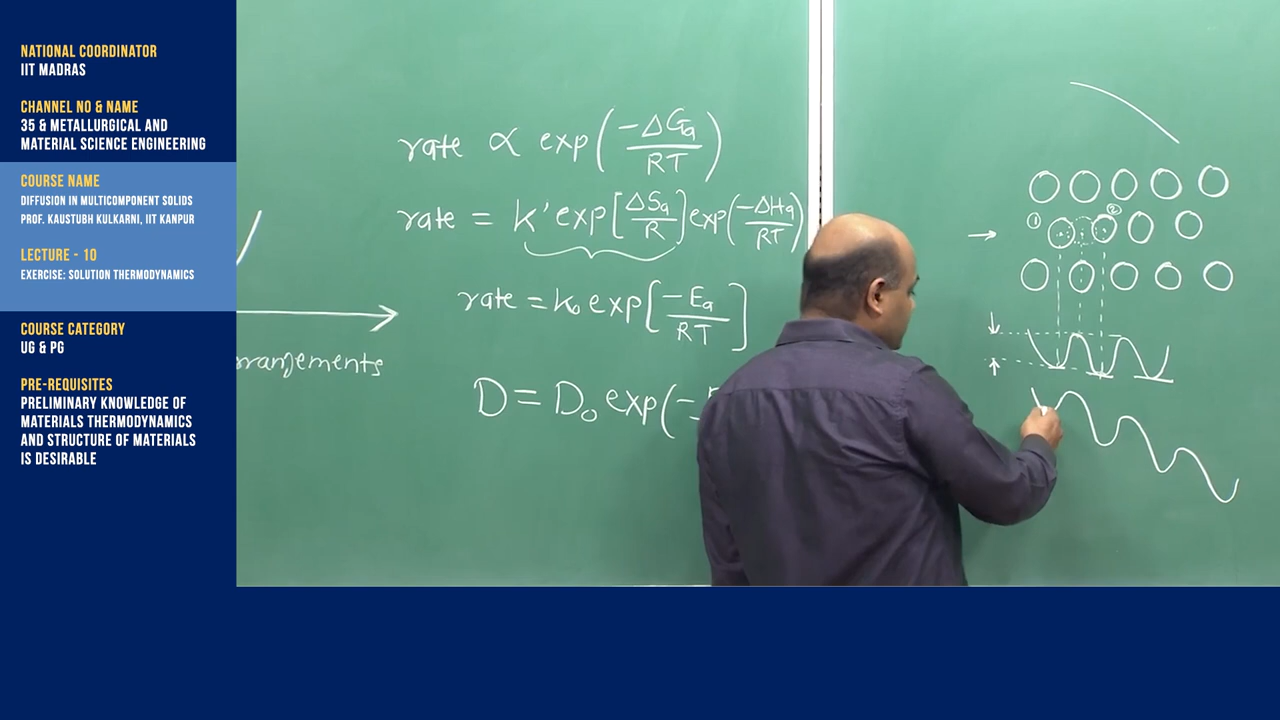 NATIONAL COORDINATOR
IIT MADRAS
CHANNEL NO & NAME
35 & METALLURGICAL AND
MATERIAL SCIENCE ENGINEERING
COURSE NAME
DIFFUSION IN MULTICOMPONENT SOLIDS
PROF. KAUSTUBH KULKARNI, IIT KANPUR
LECTURE - 10
EXERCISE: SOLUTION THERMODYNAMICS
COURSE CATEGORY
UG & PG
PRE-REQUISITES
PRELIMINARY KNOWLEDGE OF
MATERIALS THERMODYNAMICS
AND STRUCTURE OF MATERIALS
IS DESIRABLE
rate ∝ exp(-ΔGa/RT)
rate = k' exp[ΔSa/R] exp(-ΔHa/RT)
rate = k₀ exp[-Ea/RT]
D = D₀ exp(-
① ②